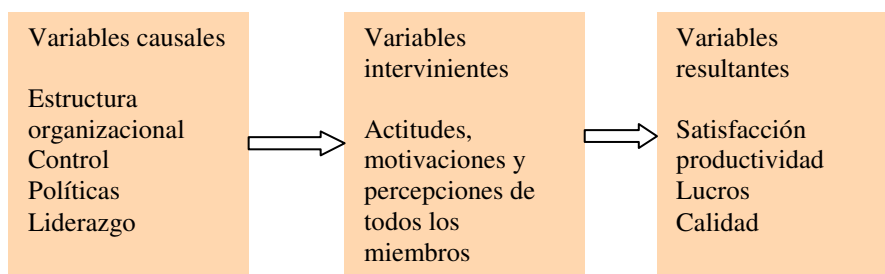 Variables causales
Estructura
organizacional
Control
Políticas
Liderazgo
Variables
intervinientes
Actitudes,
motivaciones y
percepciones de
todos los
miembros
Variables
resultantes
Satisfacción
productividad
Lucros
Calidad